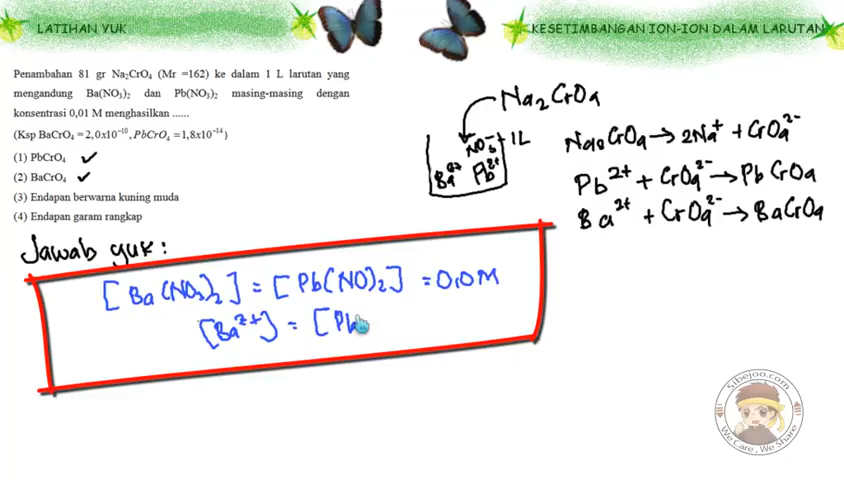 LATIHAN YUK
KESETIMBANGAN ION-ION DALAM LARUTAN
Penambahan 81 gr Na₂CrO₄ (Mr =162) ke dalam 1 L larutan yang
mengandung Ba(NO₃)₂ dan Pb(NO₃)₂ masing-masing dengan
konsentrasi 0,01 M menghasilkan ......
(Ksp BaCrO₄ = 2,0x10⁻¹⁰, PbCrO₄ = 1,8x10⁻¹⁴)
(1) PbCrO₄ ✓
(2) BaCrO₄ ✓
(3) Endapan berwarna kuning muda
(4) Endapan garam rangkap
Na₂CrO₄
NO₃⁻ 1L
Ba²⁺ Pb²⁺
Na₂CrO₄ → 2Na⁺ + CrO₄²⁻
Pb²⁺ + CrO₄²⁻ → PbCrO₄
Ba²⁺ + CrO₄²⁻ → BaCrO₄
Jawab yuk :
[Ba(NO₃)₂] = [Pb(NO)₂] = 0,0M
[Ba²⁺] = [Pb
Sibejoo.com
We Care, We Share